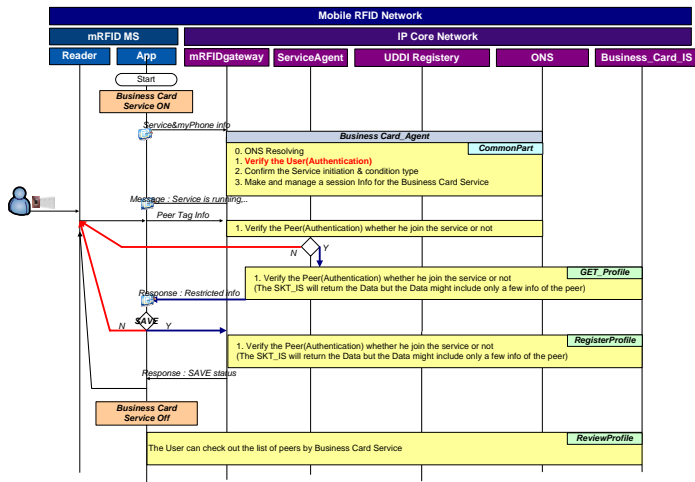 Mobile RFID Network
mRFID MS
IP Core Network
Reader
App
mRFIDgateway
ServiceAgent
UDDI Registery
ONS
Business_Card_IS
Start
Business Card
Service ON
Service&myPhone info
Business Card_Agent
CommonPart
0. ONS Resolving
1. Verify the User(Authentication)
2. Confirm the Service initiation & condition type
3. Make and manage a session Info for the Business Card Service
Message : Service is running,..
Peer Tag Info
1. Verify the Peer(Authentication) whether he join the service or not
N
Y
GET_Profile
1. Verify the Peer(Authentication) whether he join the service or not
(The SKT_IS will return the Data but the Data might include only a few info of the peer)
Response : Restricted info
SAVE
N
Y
RegisterProfile
1. Verify the Peer(Authentication) whether he join the service or not
(The SKT_IS will return the Data but the Data might include only a few info of the peer)
Response : SAVE status
Business Card
Service Off
ReviewProfile
The User can check out the list of peers by Business Card Service